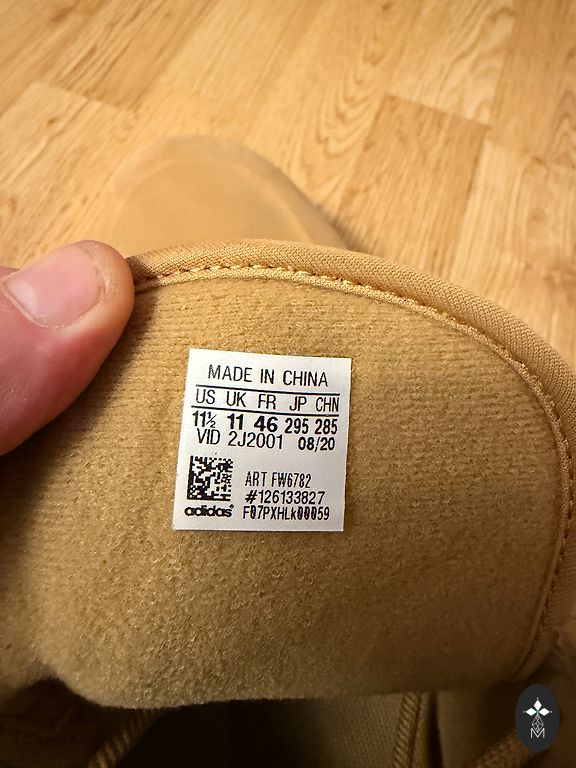 MADE IN CHINA
US UK FR JP CHN
11½ 11 46 295 285
VID 2J2001 08/20
ART FW6782
#126133827
adidas F07PXHLk00059
M